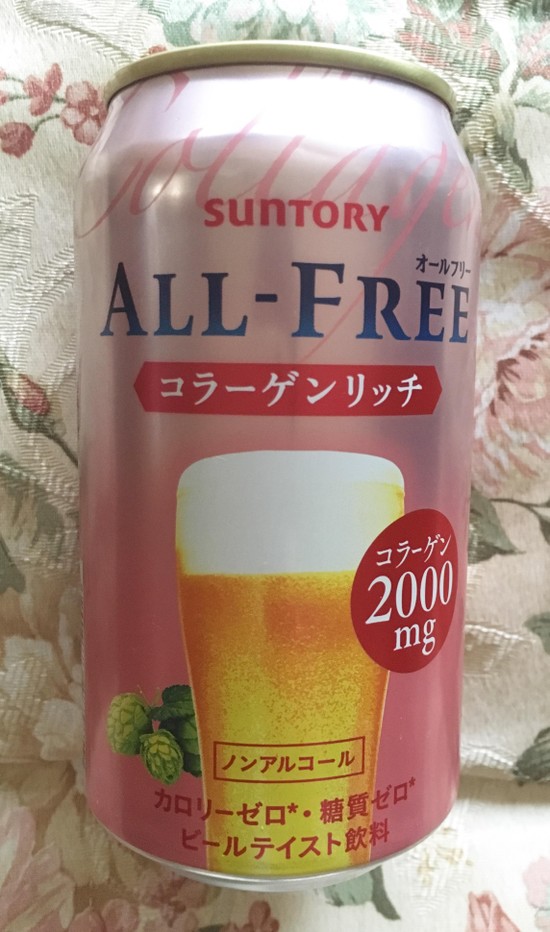 Collagen
SUNTORY
オールフリー
ALL-FREE
コラーゲンリッチ
コラーゲン
2000
mg
ノンアルコール
カロリーゼロ*・糖質ゼロ*
ビールテイスト飲料